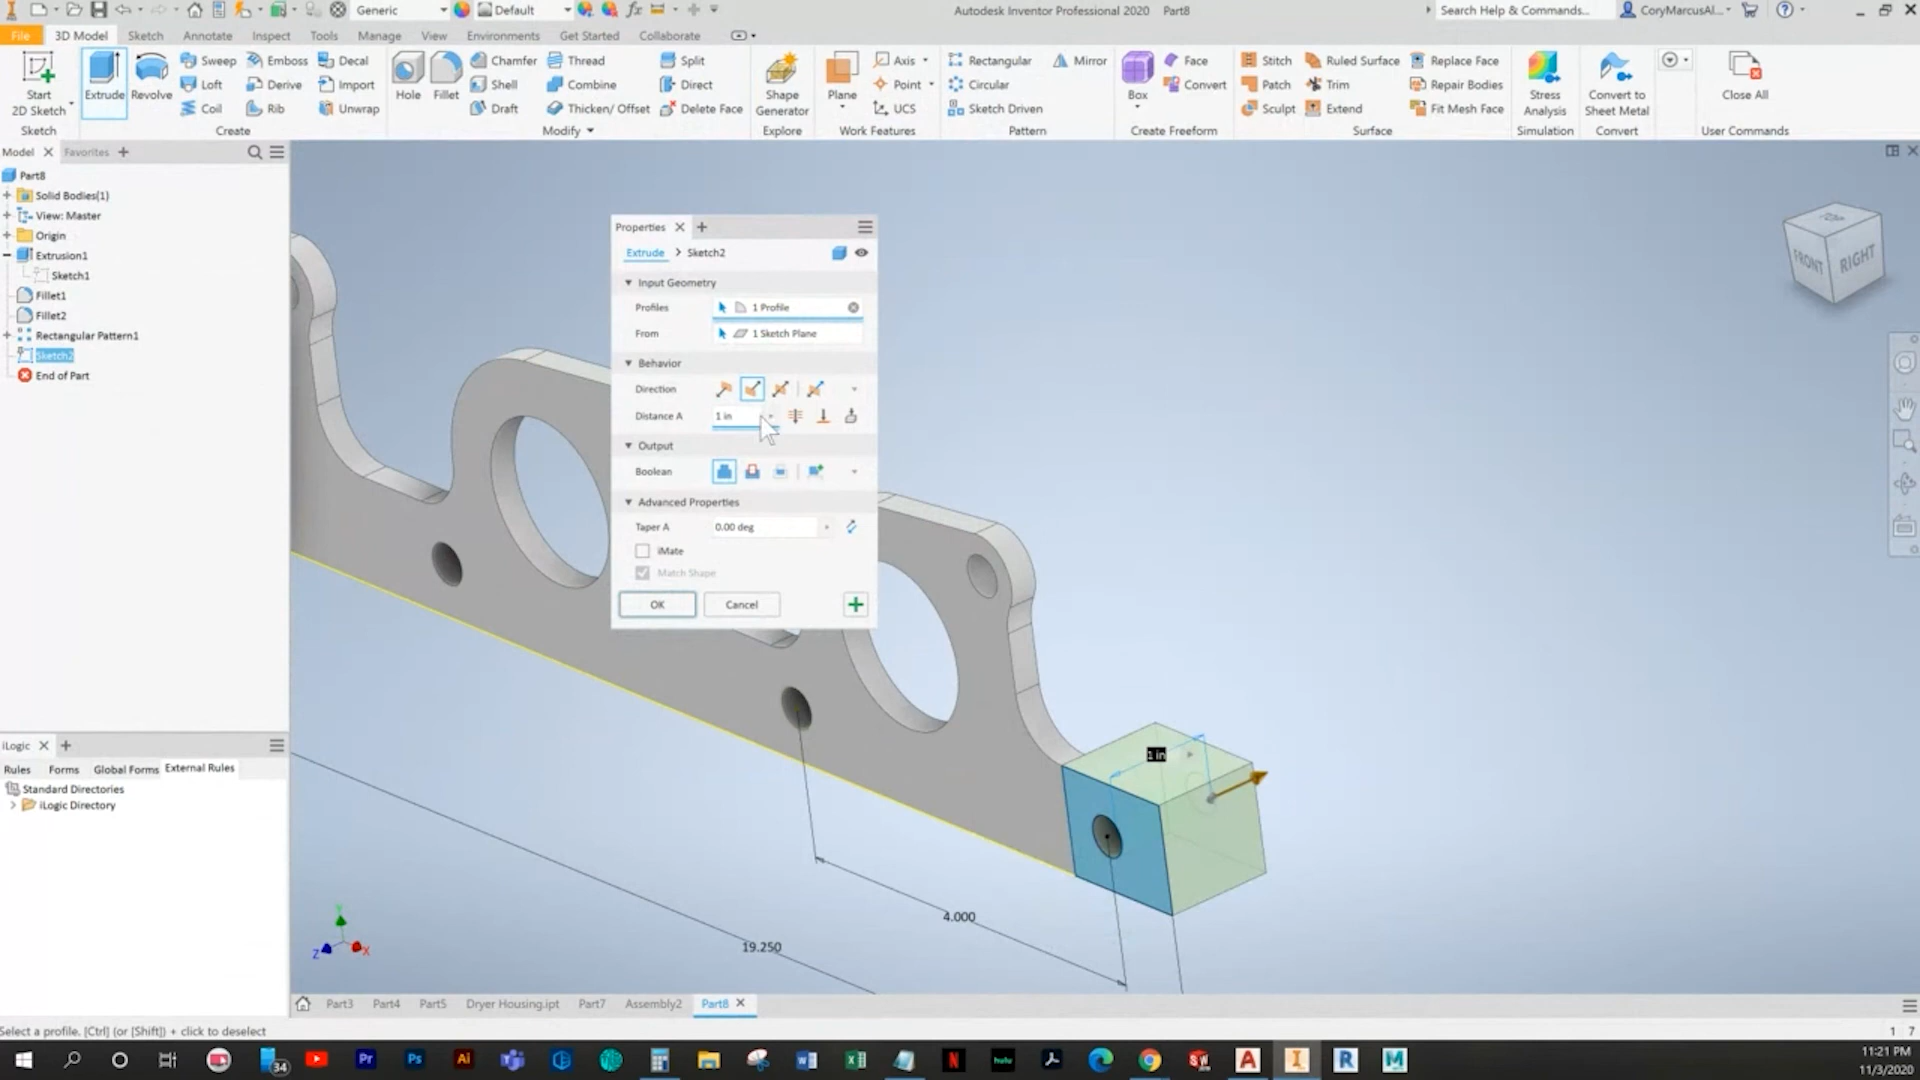 Generic
Default
Autodesk Inventor Professional 2020 Part8
Search Help & Commands...
CoryMarcusAl...
File
3D Model
Sketch
Annotate
Inspect
Tools
Manage
View
Environments
Get Started
Collaborate
Start
2D Sketch
Sketch
Extrude
Revolve
Sweep
Loft
Coil
Emboss
Derive
Rib
Decal
Import
Unwrap
Create
Hole
Fillet
Chamfer
Shell
Draft
Thread
Combine
Thicken/ Offset
Split
Direct
Delete Face
Modify
Shape
Generator
Explore
Plane
Axis
Point
UCS
Work Features
Rectangular
Circular
Sketch Driven
Mirror
Pattern
Box
Face
Convert
Create Freeform
Stitch
Patch
Sculpt
Ruled Surface
Trim
Extend
Replace Face
Repair Bodies
Fit Mesh Face
Surface
Stress
Analysis
Simulation
Convert to
Sheet Metal
Convert
Close All
User Commands
Model
Favorites
Part8
Solid Bodies(1)
View: Master
Origin
Extrusion1
Sketch1
Fillet1
Fillet2
Rectangular Pattern1
Sketch2
End of Part
Properties
Extrude > Sketch2
Input Geometry
Profiles 1 Profile
From 1 Sketch Plane
Behavior
Direction
Distance A 1 in
Output
Boolean
Advanced Properties
Taper A 0.00 deg
iMate
Match Shape
OK
Cancel
TOP
FRONT
RIGHT
1 in
4.000
19.250
Y
Z
X
iLogic
Rules
Forms
Global Forms
External Rules
Standard Directories
iLogic Directory
Part3
Part4
Part5
Dryer Housing.ipt
Part7
Assembly2
Part8
Select a profile. [Ctrl] (or [Shift]) + click to deselect
1 7
34
Pr
Ps
Ai
N
hulu
SW
A
I
R
M
11:21 PM
11/3/2020